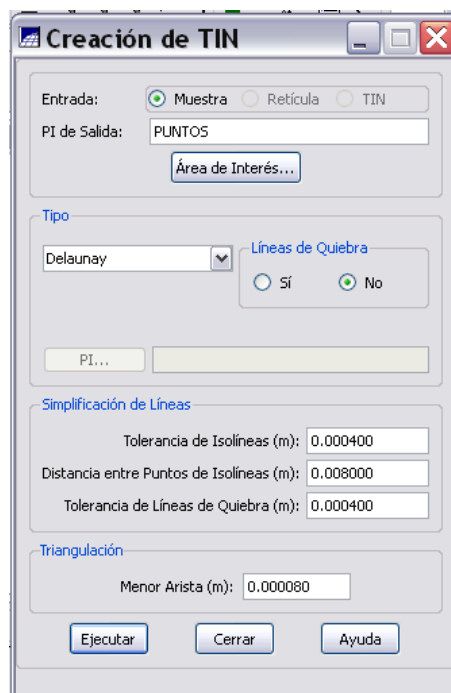 Creación de TIN
Entrada: Muestra Retícula TIN
PI de Salida: PUNTOS
Área de Interés...
Tipo
Delaunay
Líneas de Quiebra
Sí No
PI...
Simplificación de Líneas
Tolerancia de Isolíneas (m): 0.000400
Distancia entre Puntos de Isolíneas (m): 0.008000
Tolerancia de Líneas de Quiebra (m): 0.000400
Triangulación
Menor Arista (m): 0.000080
Ejecutar Cerrar Ayuda